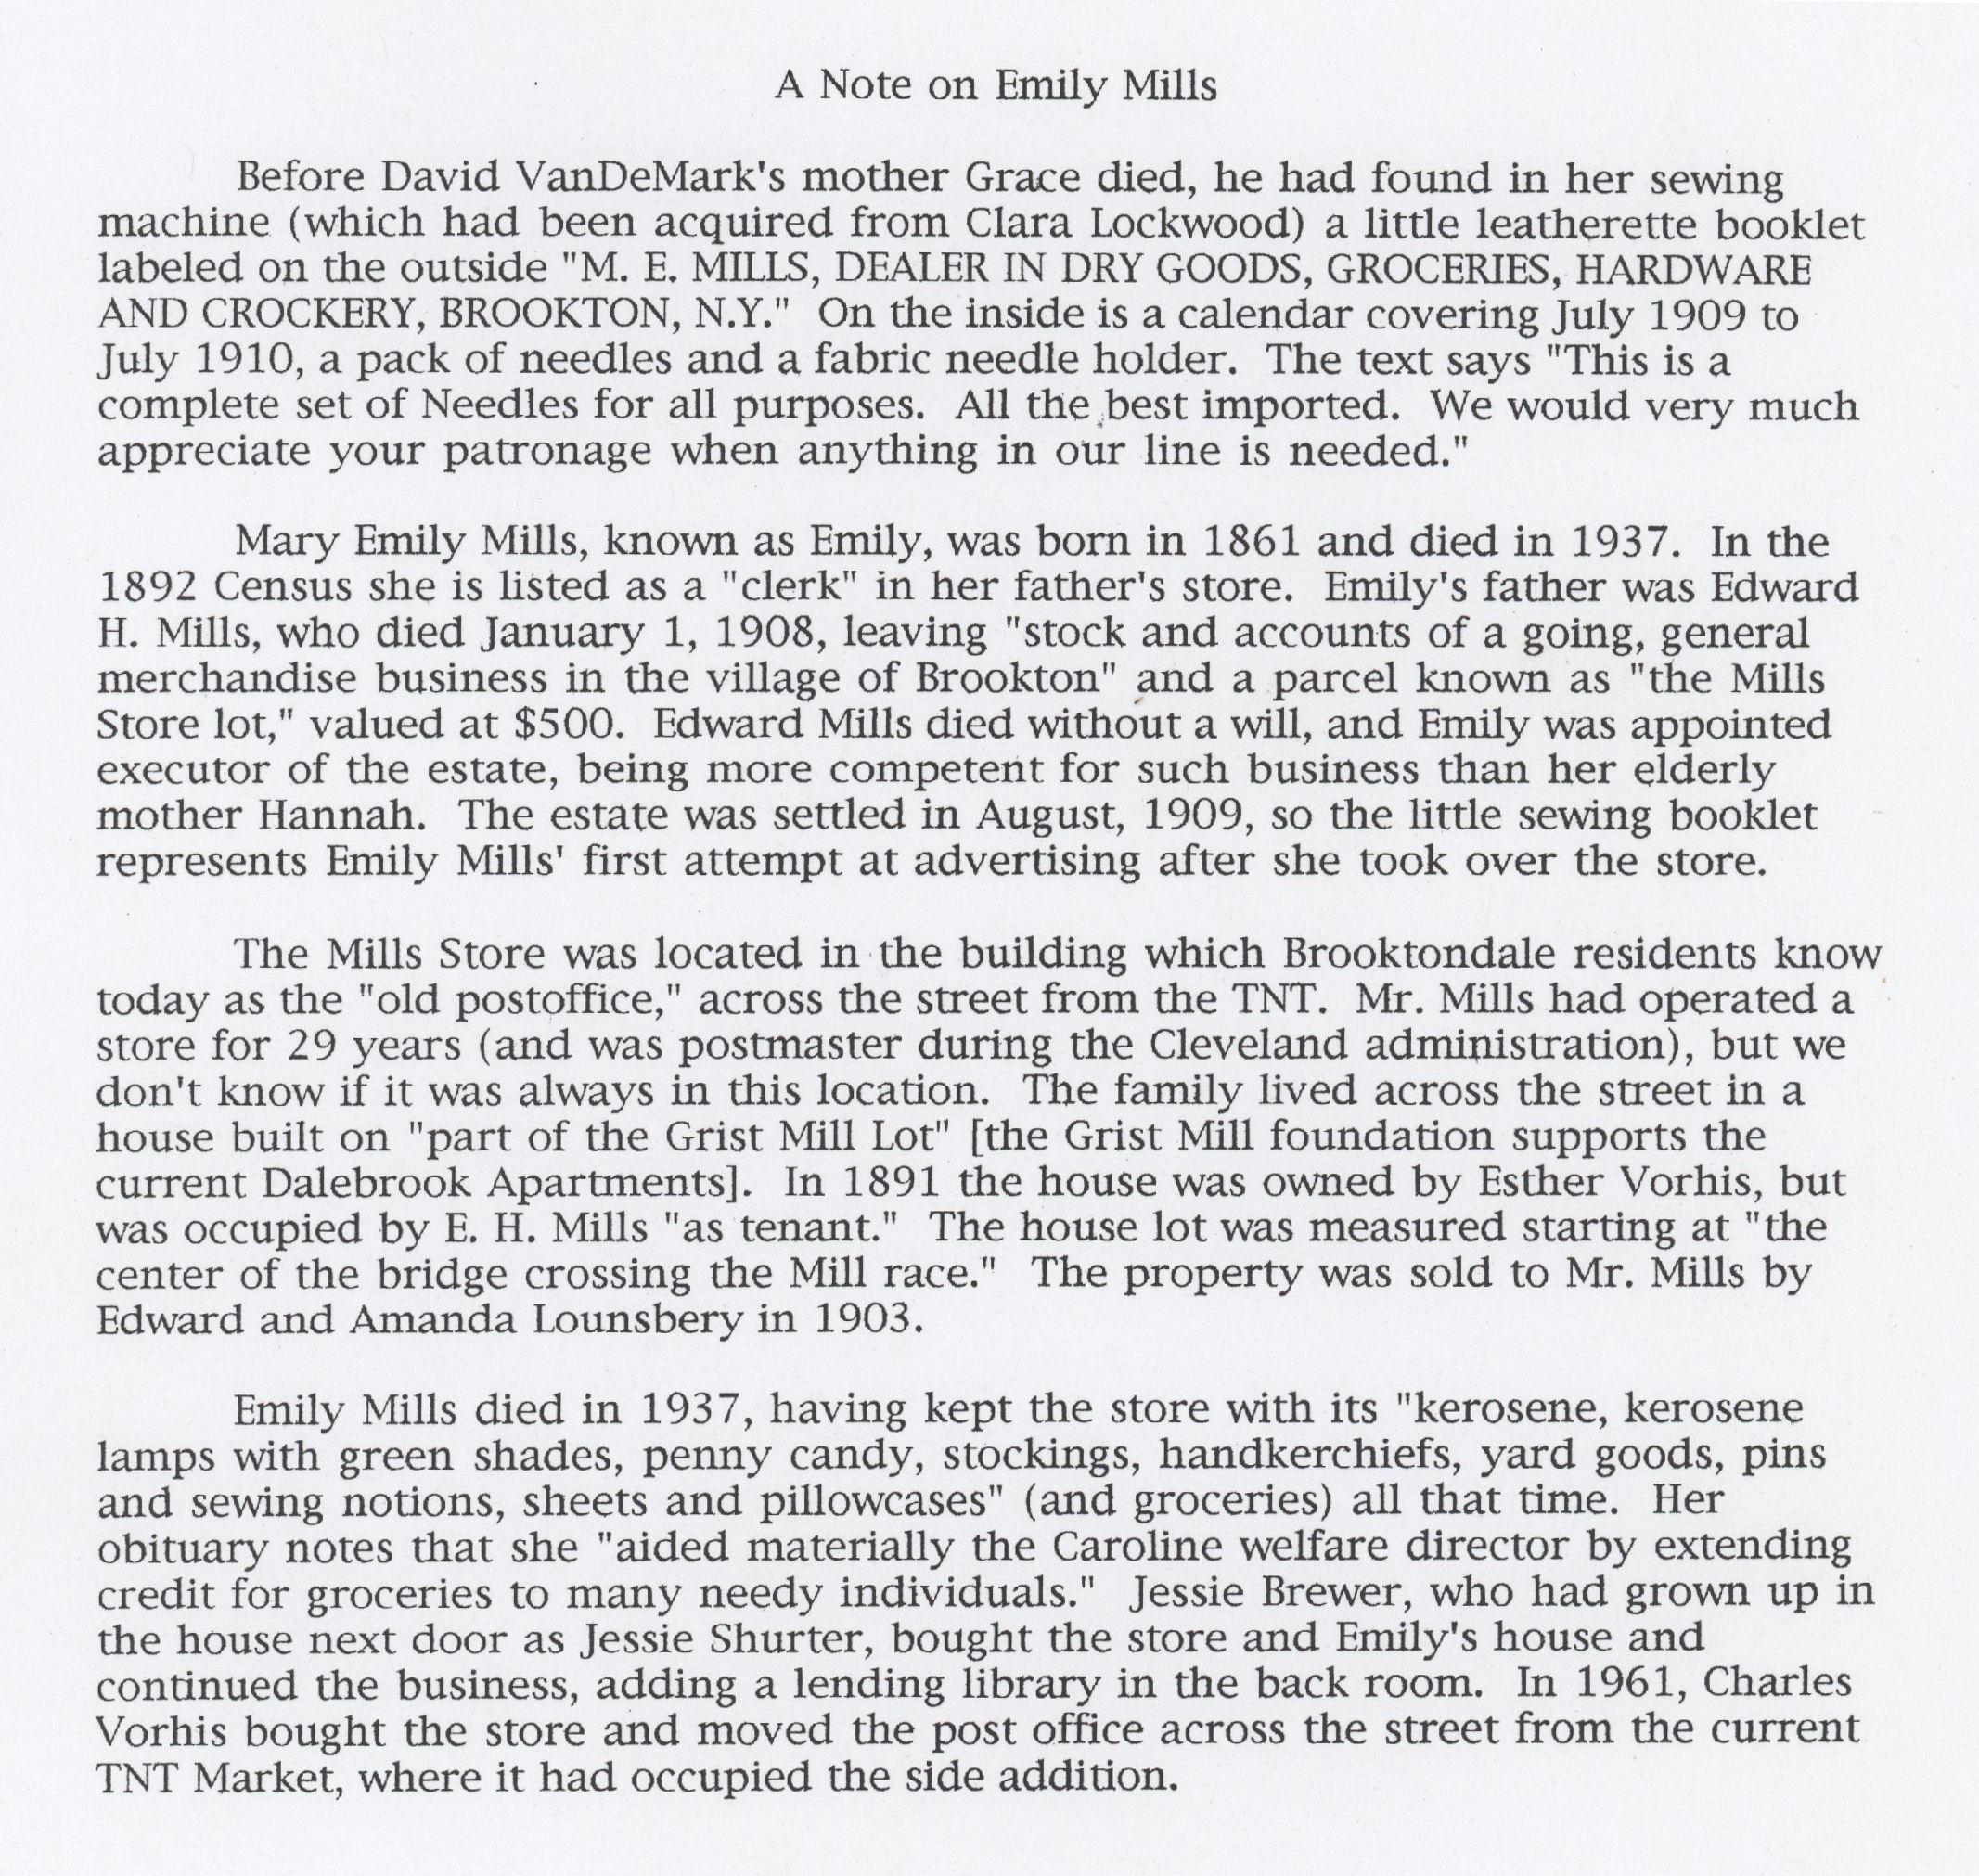 A Note on Emily Mills
Before David VanDeMark's mother Grace died, he had found in her sewing
machine (which had been acquired from Clara Lockwood) a little leatherette booklet
labeled on the outside "M. E. MILLS, DEALER IN DRY GOODS, GROCERIES, HARDWARE
AND CROCKERY, BROOKTON, N.Y."  On the inside is a calendar covering July 1909 to
July 1910, a pack of needles and a fabric needle holder.  The text says "This is a
complete set of Needles for all purposes.  All the best imported.  We would very much
appreciate your patronage when anything in our line is needed."
Mary Emily Mills, known as Emily, was born in 1861 and died in 1937.  In the
1892 Census she is listed as a "clerk" in her father's store.  Emily's father was Edward
H. Mills, who died January 1, 1908, leaving "stock and accounts of a going, general
merchandise business in the village of Brookton" and a parcel known as "the Mills
Store lot," valued at $500.  Edward Mills died without a will, and Emily was appointed
executor of the estate, being more competent for such business than her elderly
mother Hannah.  The estate was settled in August, 1909, so the little sewing booklet
represents Emily Mills' first attempt at advertising after she took over the store.
The Mills Store was located in the building which Brooktondale residents know
today as the "old postoffice," across the street from the TNT.  Mr. Mills had operated a
store for 29 years (and was postmaster during the Cleveland administration), but we
don't know if it was always in this location.  The family lived across the street in a
house built on "part of the Grist Mill Lot" [the Grist Mill foundation supports the
current Dalebrook Apartments].  In 1891 the house was owned by Esther Vorhis, but
was occupied by E. H. Mills "as tenant."  The house lot was measured starting at "the
center of the bridge crossing the Mill race."  The property was sold to Mr. Mills by
Edward and Amanda Lounsbery in 1903.
Emily Mills died in 1937, having kept the store with its "kerosene, kerosene
lamps with green shades, penny candy, stockings, handkerchiefs, yard goods, pins
and sewing notions, sheets and pillowcases" (and groceries) all that time.  Her
obituary notes that she "aided materially the Caroline welfare director by extending
credit for groceries to many needy individuals."  Jessie Brewer, who had grown up in
the house next door as Jessie Shurter, bought the store and Emily's house and
continued the business, adding a lending library in the back room.  In 1961, Charles
Vorhis bought the store and moved the post office across the street from the current
TNT Market, where it had occupied the side addition.